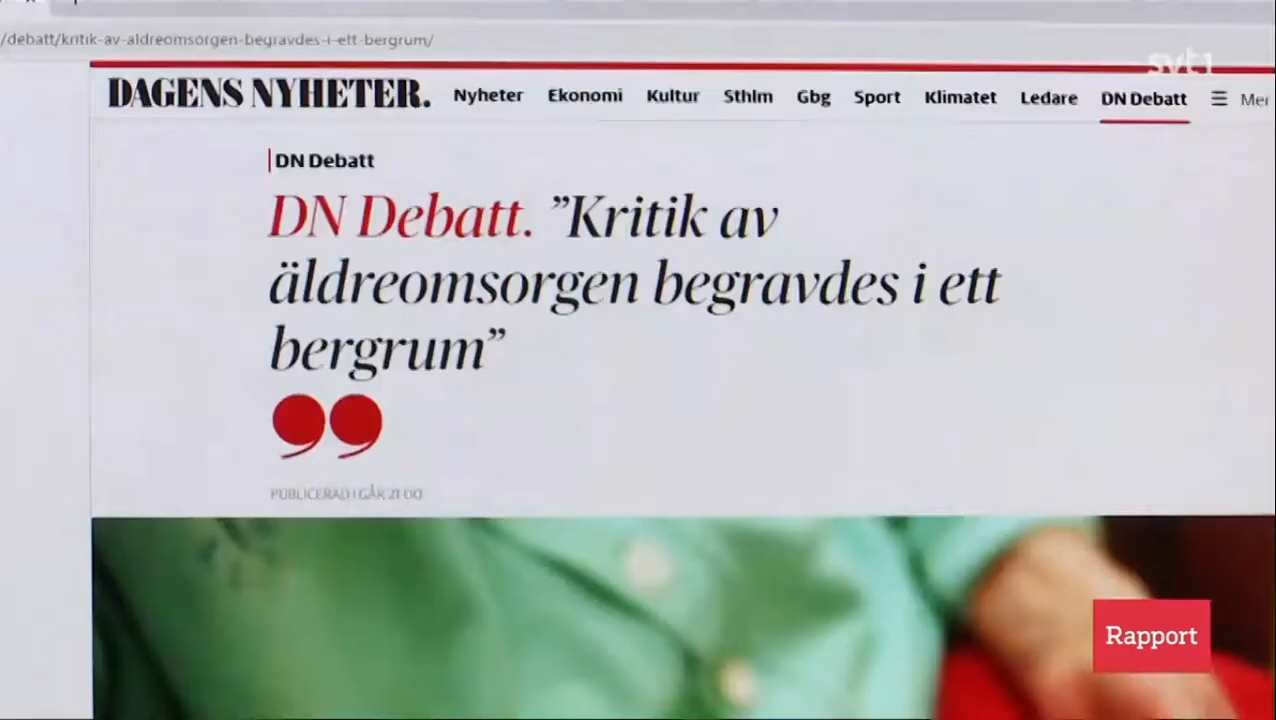 /debatt/kritik-av-aldreomsorgen-begravdes-i-ett-bergrum/
svt1
DAGENS NYHETER. Nyheter Ekonomi Kultur Sthlm Gbg Sport Klimatet Ledare DN Debatt ☰ Mer
DN Debatt
DN Debatt. ”Kritik av
äldreomsorgen begravdes i ett
bergrum”
PUBLICERAD I GÅR 21:00
Rapport